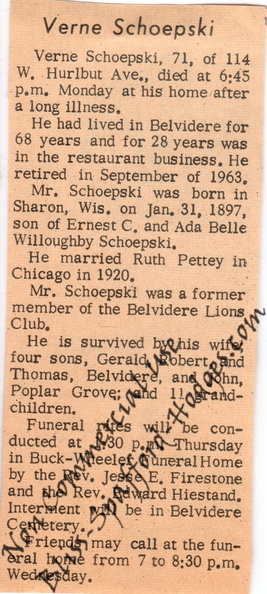 Verne Schoepski
Verne Schoepski, 71, of 114
W. Hurlbut Ave., died at 6:45
p.m. Monday at his home after
a long illness.
He had lived in Belvidere for
68 years and for 28 years was
in the restaurant business. He
retired in September of 1963.
Mr. Schoepski was born in
Sharon, Wis. on Jan. 31, 1897,
son of Ernest C. and Ada Belle
Willoughby Schoepski.
He married Ruth Pettey in
Chicago in 1920.
Mr. Schoepski was a former
member of the Belvidere Lions
Club.
He is survived by his wife,
four sons, Gerald, Robert and
Thomas, Belvidere, and John,
Poplar Grove; and 11 grand-
children.
Funeral rites will be con-
ducted at :30 p.m. Thursday
in Buck-Wheeler Funeral Home
by the Rev. Jesse E. Firestone
and the Rev. Edward Hiestand.
Interment will be in Belvidere
Cemetery.
Friends may call at the fun-
eral home from 7 to 8:30 p.m.
Wednesday.
Non Commercial Use
Bliss-Spafford-Hagges.com